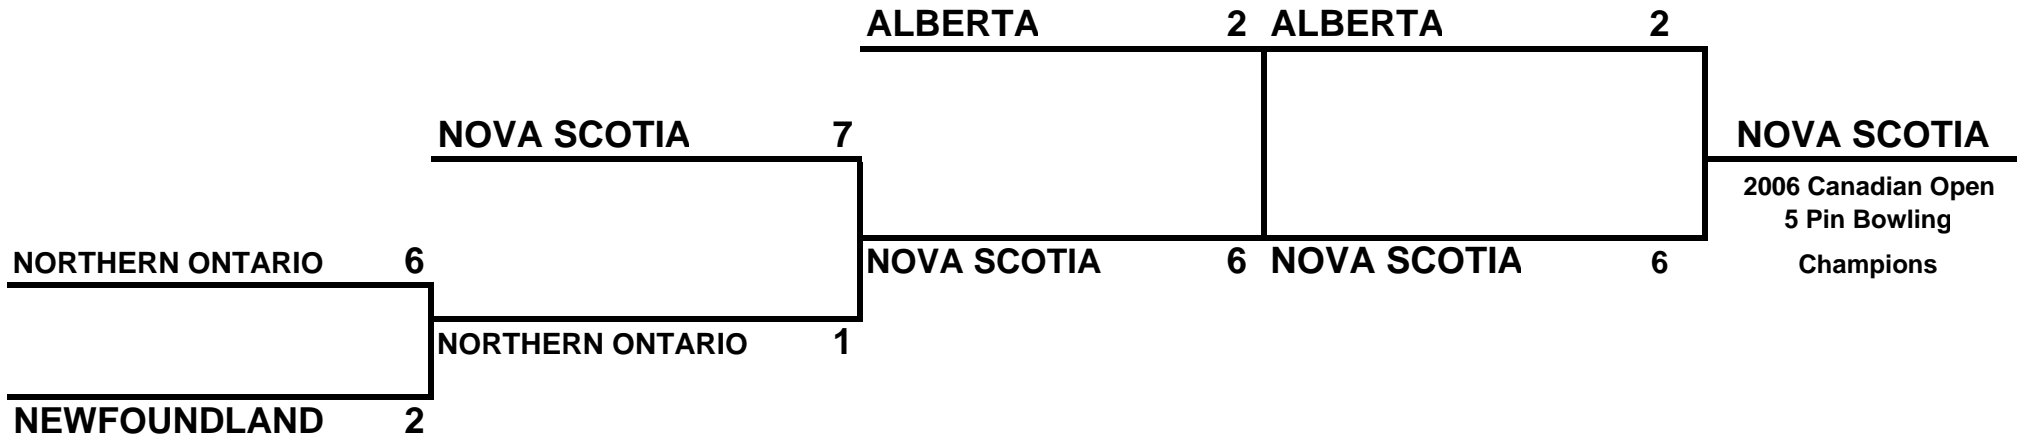 ALBERTA 2 ALBERTA 2
NOVA SCOTIA 7 NOVA SCOTIA
2006 Canadian Open
5 Pin Bowling
NORTHERN ONTARIO 6 NOVA SCOTIA 6 NOVA SCOTIA 6 Champions
NORTHERN ONTARIO 1
NEWFOUNDLAND 2